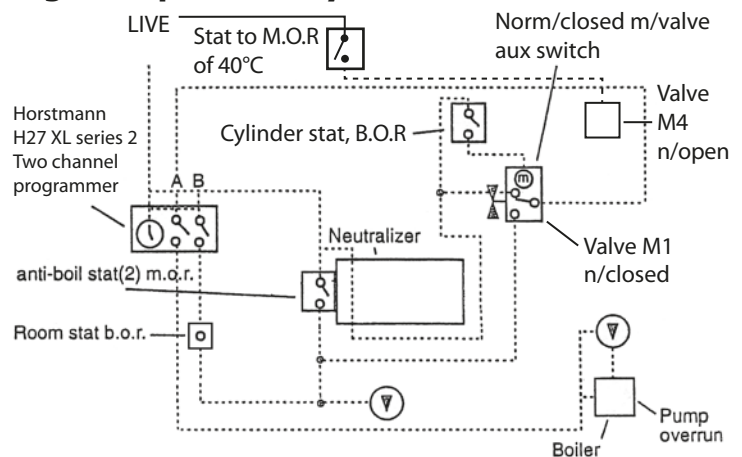 LIVE
Stat to M.O.R
of 40°C
Norm/closed m/valve
aux switch
Horstmann
H27 XL series 2
Two channel
programmer
Cylinder stat, B.O.R
Valve
M4
n/open
m
A B
Neutralizer
Valve M1
n/closed
anti-boil stat(2) m.o.r.
Room stat b.o.r.
Pump
overrun
Boiler